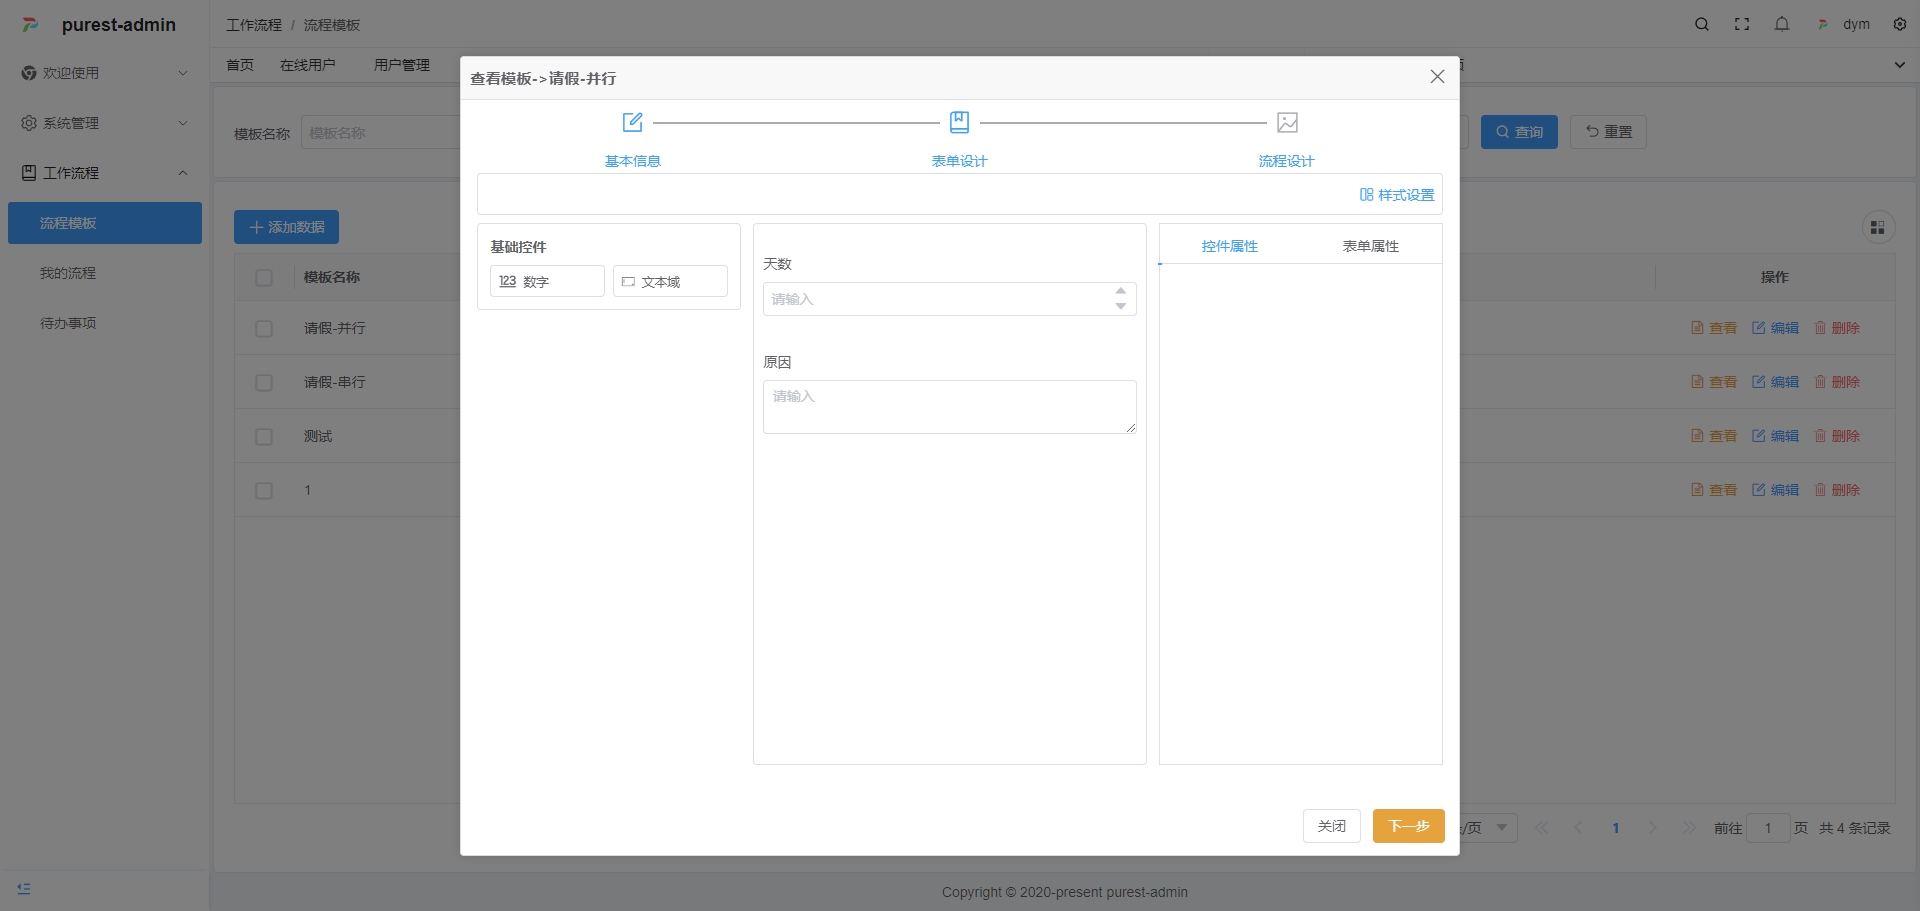 purest-admin
工作流程 / 流程模板
dym
欢迎使用
系统管理
工作流程
流程模板
我的流程
待办事项
首页 在线用户 用户管理
模板名称 模板名称
查询 重置
添加数据
模板名称 操作
请假-并行 查看 编辑 删除
请假-串行 查看 编辑 删除
测试 查看 编辑 删除
1 查看 编辑 删除
查看模板->请假-并行
基本信息 表单设计 流程设计
样式设置
基础控件
123 数字 文本域
天数
请输入
原因
请输入
控件属性 表单属性
关闭 下一步
/页 1 前往 1 页 共 4 条记录
Copyright © 2020-present purest-admin